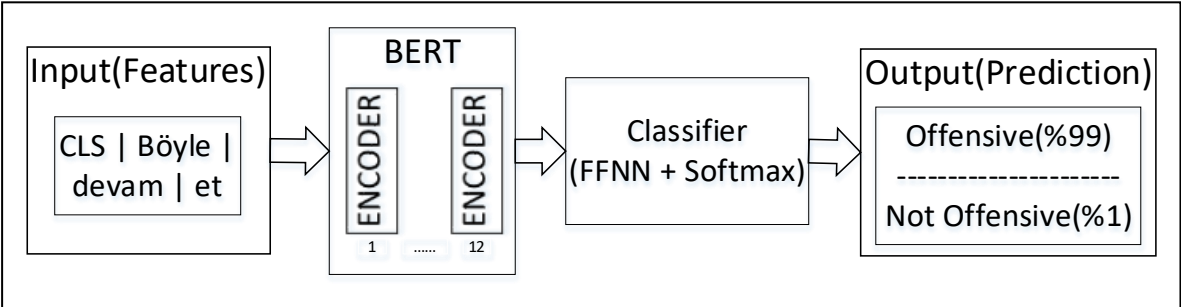 Input(Features)
CLS | Böyle |
devam | et
BERT
ENCODER
ENCODER
1 ...... 12
Classifier
(FFNN + Softmax)
Output(Prediction)
Offensive(%99)
----------------------
Not Offensive(%1)